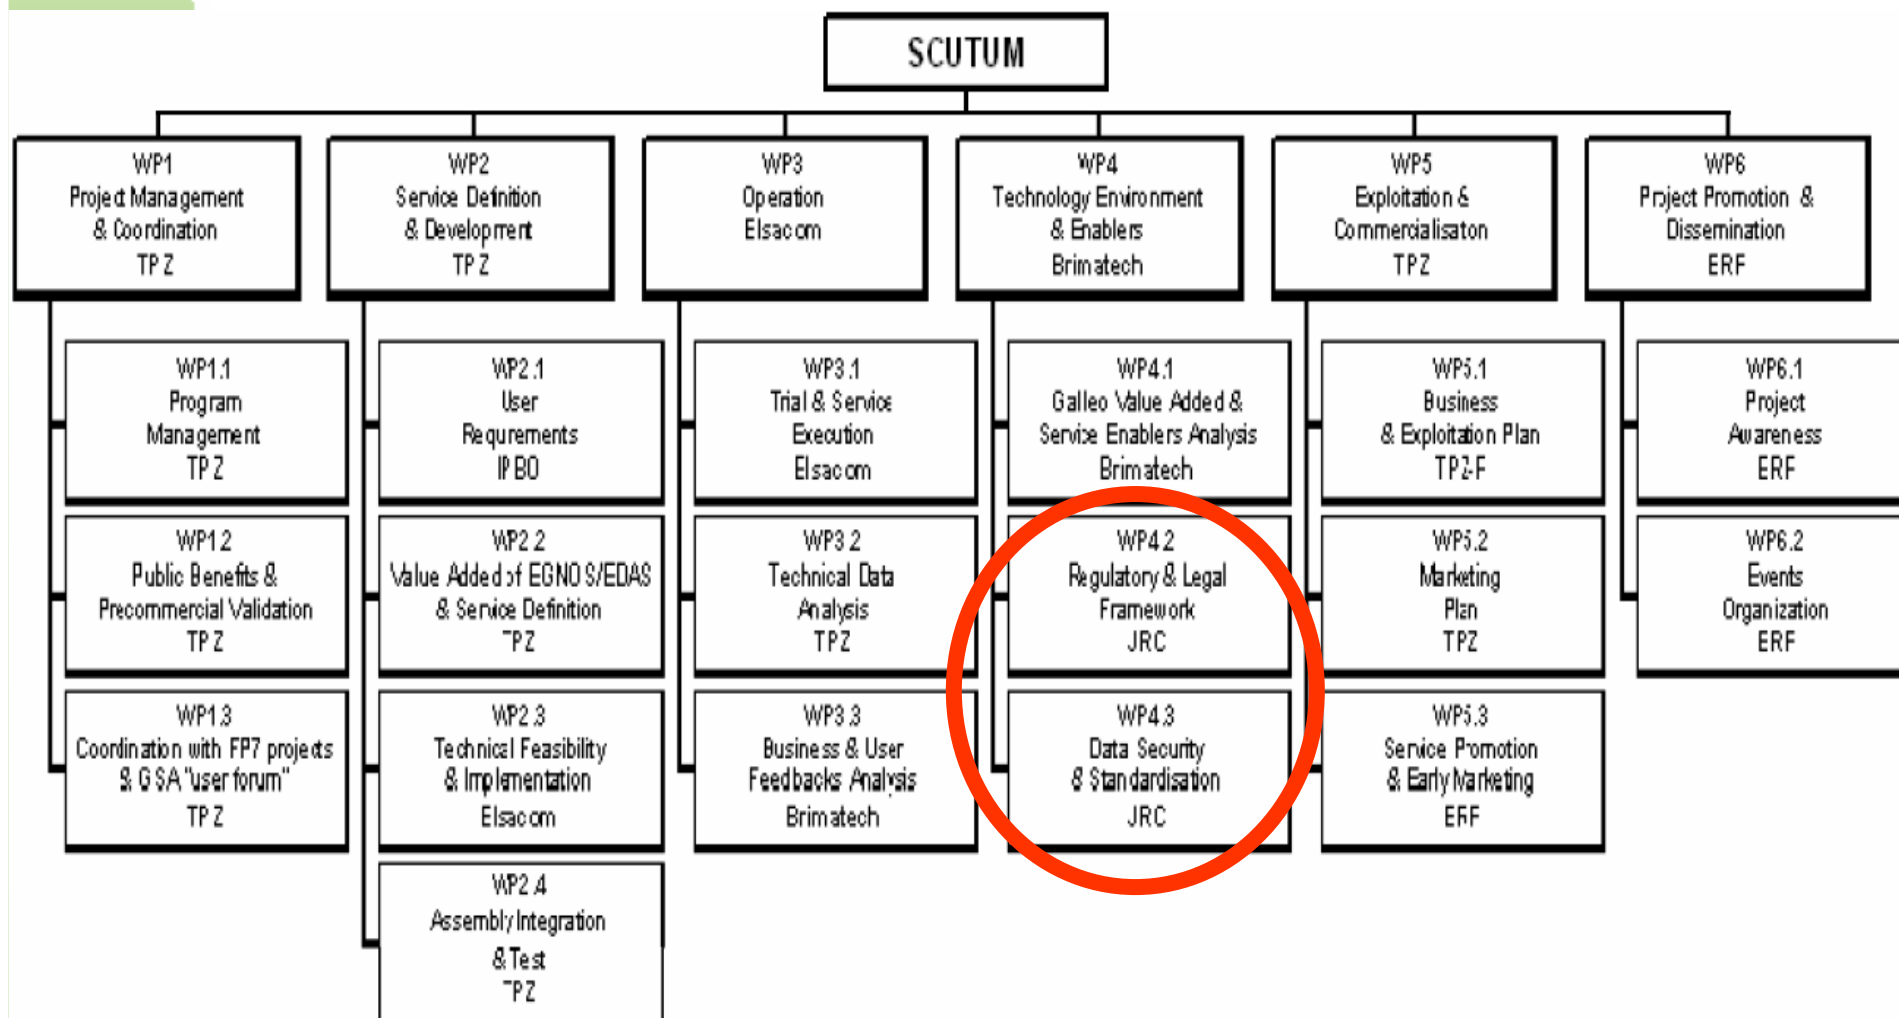 SCUTUM
WP1
Project Management
& Coordination
TPZ
WP2
Service Definition
& Development
TPZ
WP3
Operation
Elsacom
WP4
Technology Environment
& Enablers
Brimatech
WP5
Exploitation &
Commercialisaton
TPZ
WP6
Project Promotion &
Dissemination
ERF
WP1.1
Program
Management
TPZ
WP1.2
Public Benefits &
Precommercial Validation
TPZ
WP1.3
Coordination with FP7 projects
& GSA "user forum"
TPZ
WP2.1
User
Requrements
IPBO
WP2.2
Value Added of EGNOS/EDAS
& Service Definition
TPZ
WP2.3
Technical Feasibility
& Implementation
Elsacom
WP2.4
Assembly Integration
& Test
TPZ
WP3.1
Trial & Service
Execution
Elsacom
WP3.2
Technical Data
Analysis
TPZ
WP3.3
Business & User
Feedbacks Analysis
Brimatech
WP4.1
Galleo Value Added &
Service Enablers Analysis
Brimatech
WP4.2
Regulatory & Legal
Framework
JRC
WP4.3
Data Security
& Standardisation
JRC
WP5.1
Business
& Exploitation Plan
TPZ-F
WP5.2
Marketing
Plan
TPZ
WP5.3
Service Promotion
& Early Marketing
ERF
WP6.1
Project
Awareness
ERF
WP6.2
Events
Organization
ERF